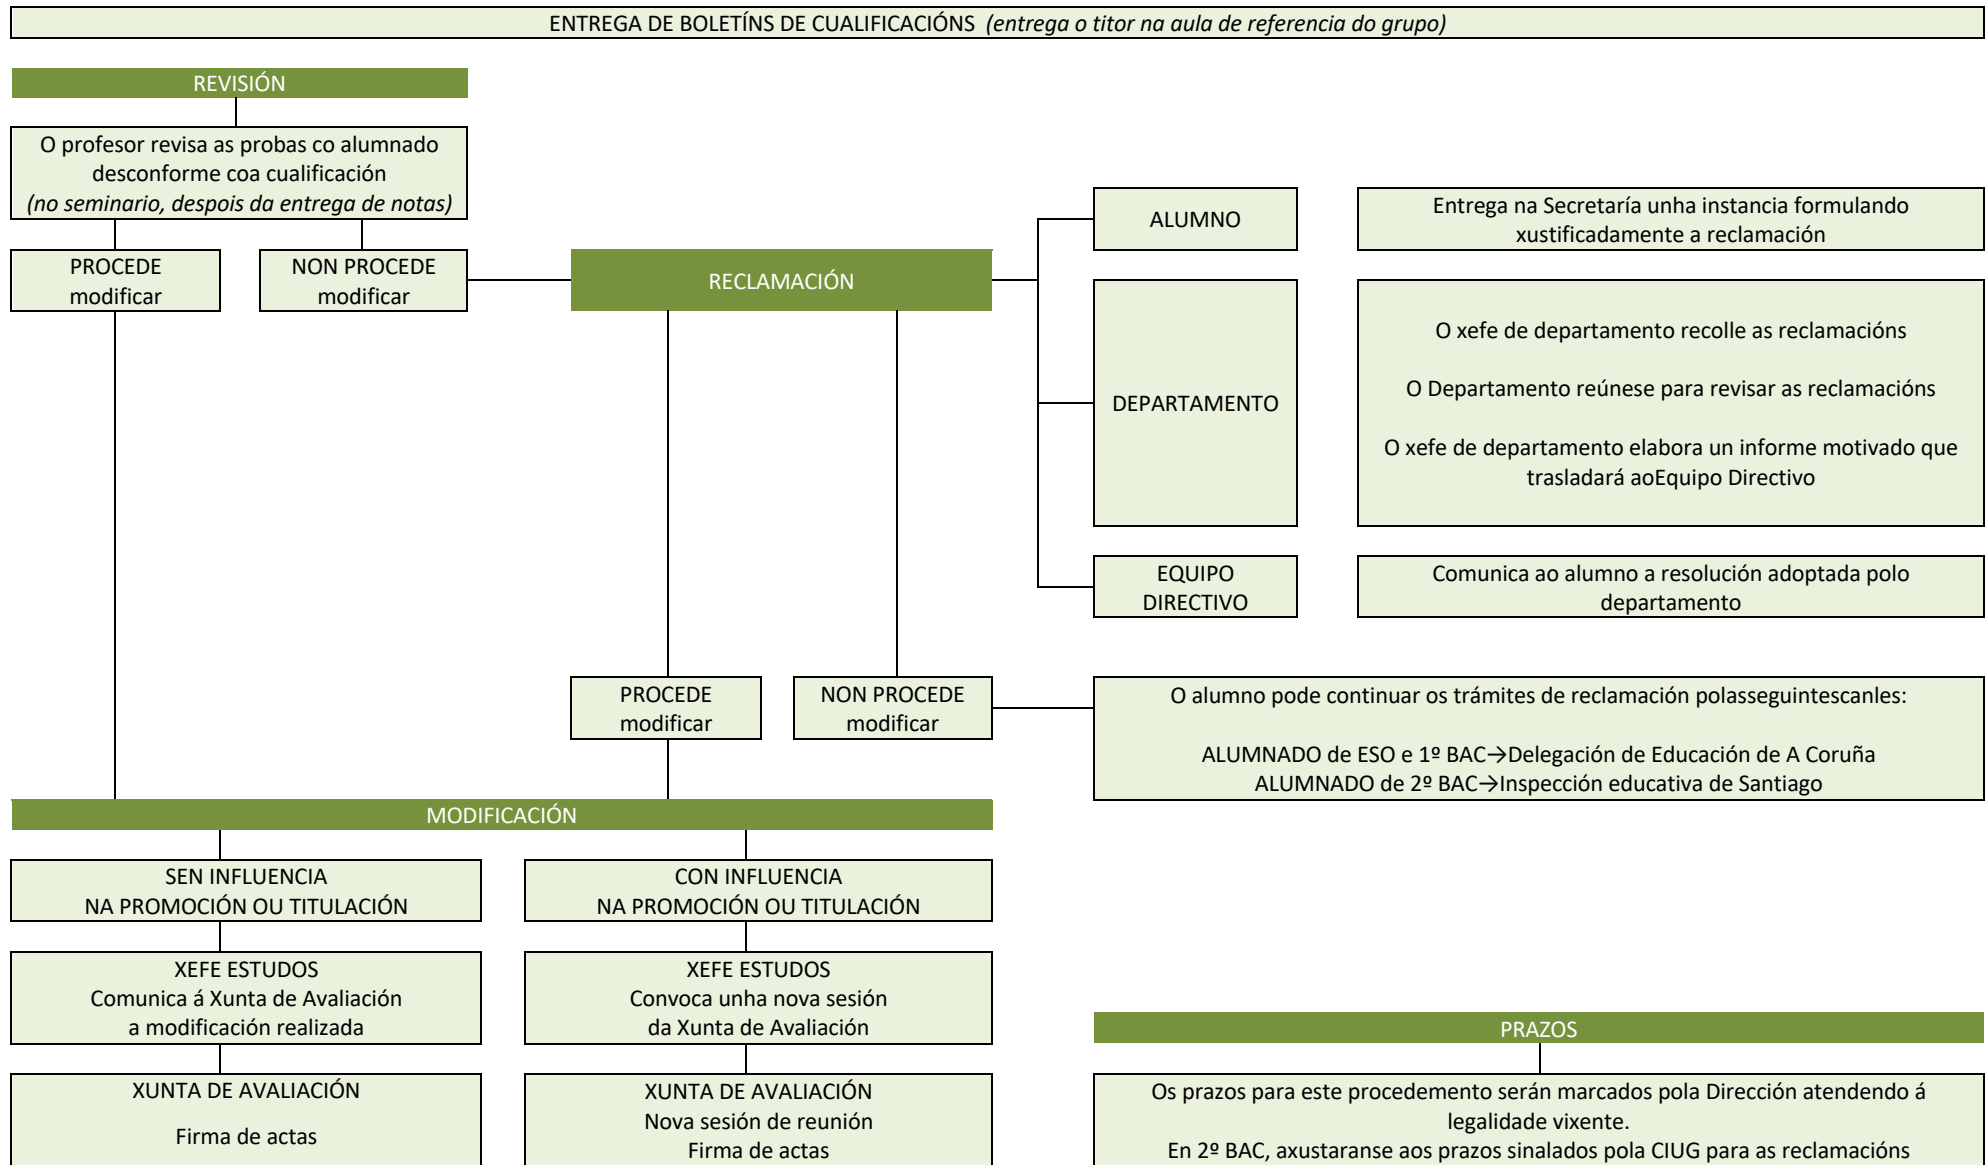 ENTREGA DE BOLETÍNS DE CUALIFICACIÓNS (entrega o titor na aula de referencia do grupo)
REVISIÓN
O profesor revisa as probas co alumnado
desconforme coa cualificación
(no seminario, despois da entrega de notas)
PROCEDE
modificar
NON PROCEDE
modificar
RECLAMACIÓN
ALUMNO
Entrega na Secretaría unha instancia formulando
xustificadamente a reclamación
DEPARTAMENTO
O xefe de departamento recolle as reclamacións
O Departamento reúnese para revisar as reclamacións
O xefe de departamento elabora un informe motivado que
trasladará aoEquipo Directivo
EQUIPO
DIRECTIVO
Comunica ao alumno a resolución adoptada polo
departamento
PROCEDE
modificar
NON PROCEDE
modificar
O alumno pode continuar os trámites de reclamación polasseguintescanles:
ALUMNADO de ESO e 1º BAC→Delegación de Educación de A Coruña
ALUMNADO de 2º BAC→Inspección educativa de Santiago
MODIFICACIÓN
SEN INFLUENCIA
NA PROMOCIÓN OU TITULACIÓN
CON INFLUENCIA
NA PROMOCIÓN OU TITULACIÓN
XEFE ESTUDOS
Comunica á Xunta de Avaliación
a modificación realizada
XEFE ESTUDOS
Convoca unha nova sesión
da Xunta de Avaliación
XUNTA DE AVALIACIÓN
Firma de actas
XUNTA DE AVALIACIÓN
Nova sesión de reunión
Firma de actas
PRAZOS
Os prazos para este procedemento serán marcados pola Dirección atendendo á
legalidade vixente.
En 2º BAC, axustaranse aos prazos sinalados pola CIUG para as reclamacións